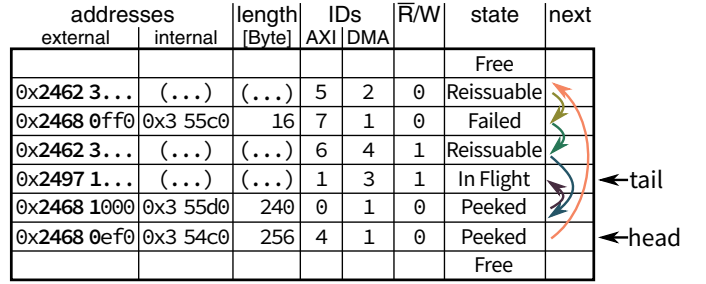 addresses length IDs R̅/W state next
external internal [Byte] AXI DMA
Free
0x2462 3... (...) (...) 5 2 0 Reissuable
0x2468 0ff0 0x3 55c0 16 7 1 0 Failed
0x2462 3... (...) (...) 6 4 1 Reissuable
0x2497 1... (...) (...) 1 3 1 In Flight tail
0x2468 1000 0x3 55d0 240 0 1 0 Peeked
0x2468 0ef0 0x3 54c0 256 4 1 0 Peeked head
Free